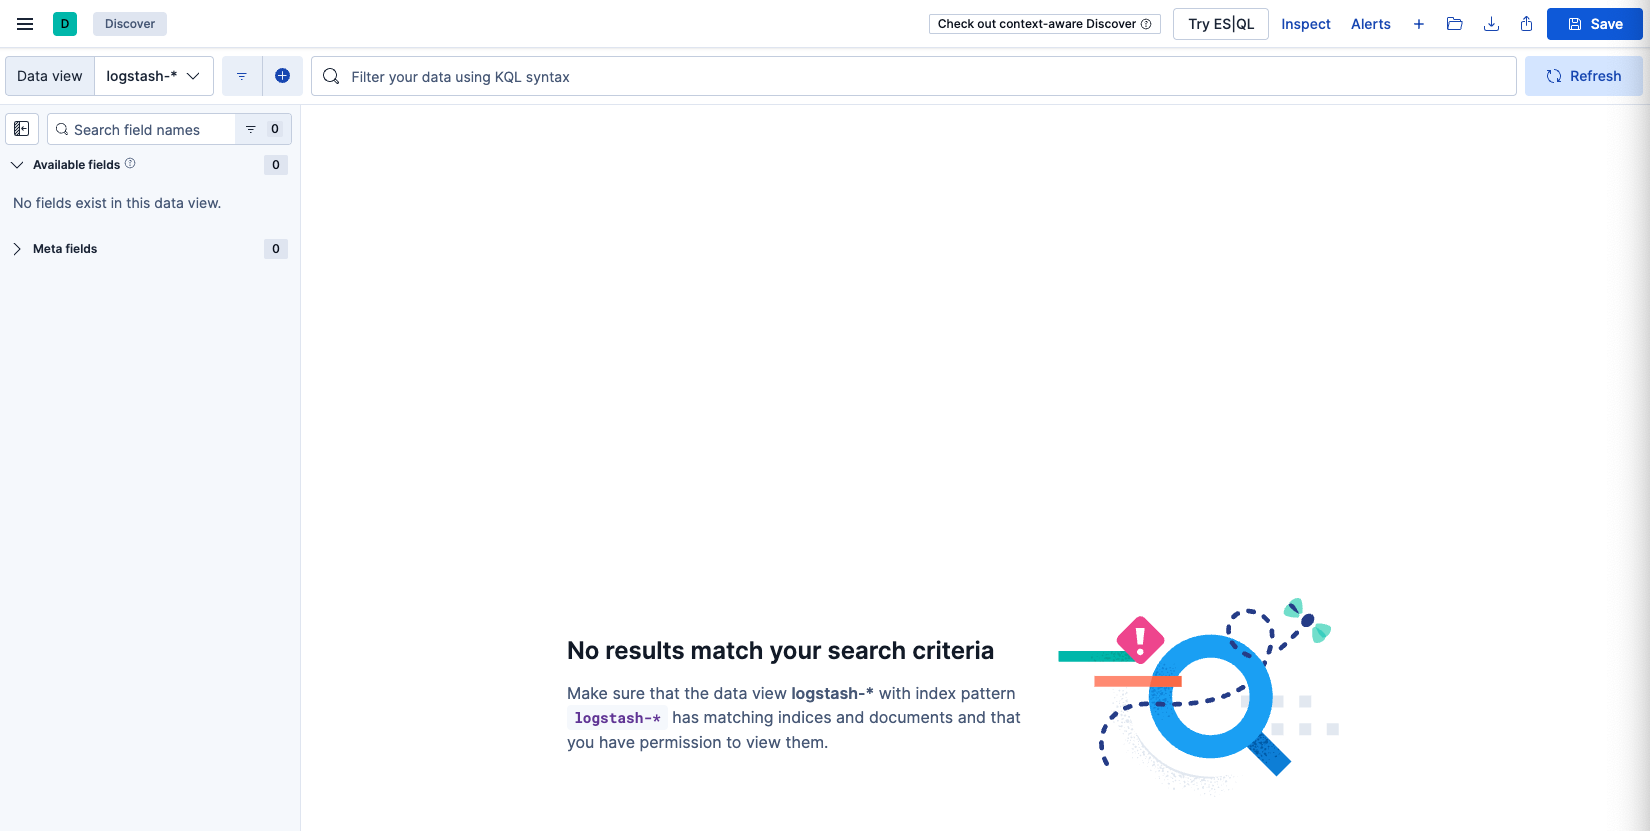 D
Discover
Check out context-aware Discover
Try ES|QL
Inspect
Alerts
Save
Data view
logstash-*
Filter your data using KQL syntax
Refresh
Search field names
0
Available fields
0
No fields exist in this data view.
Meta fields
0
No results match your search criteria
Make sure that the data view logstash-* with index pattern
logstash-* has matching indices and documents and that
you have permission to view them.